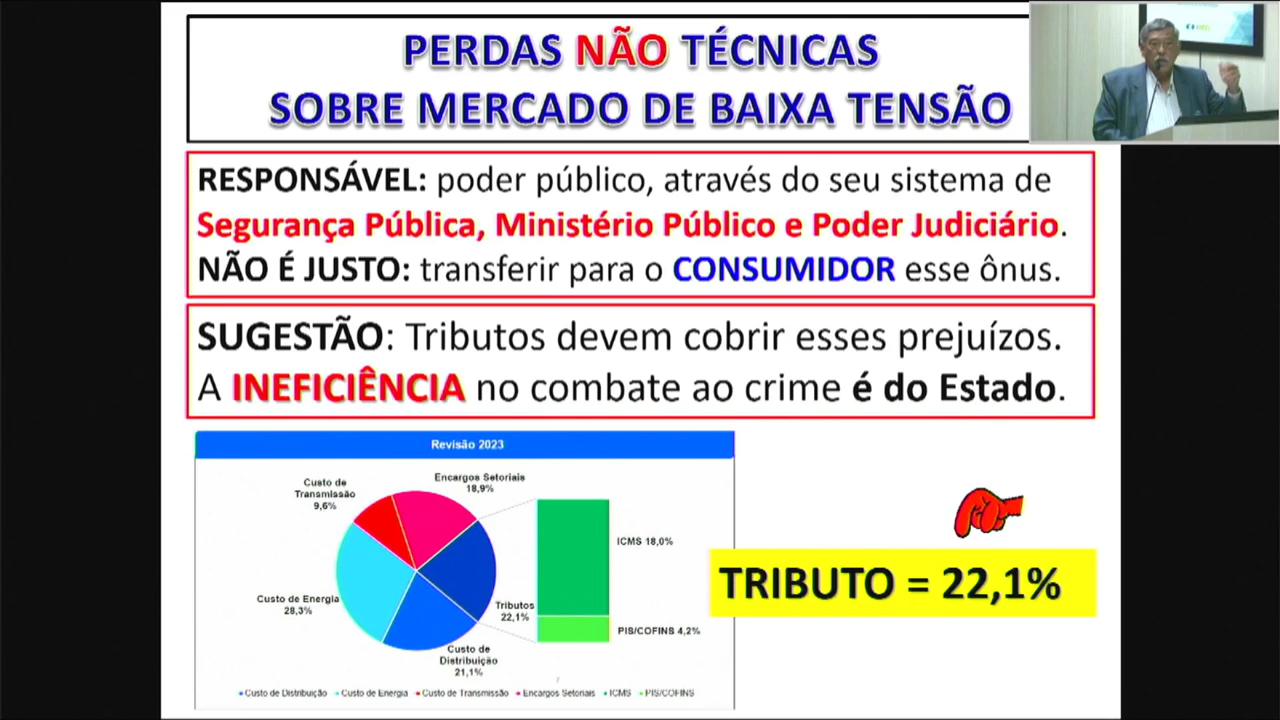 PERDAS NÃO TÉCNICAS
SOBRE MERCADO DE BAIXA TENSÃO
RESPONSÁVEL: poder público, através do seu sistema de
Segurança Pública, Ministério Público e Poder Judiciário.
NÃO É JUSTO: transferir para o CONSUMIDOR esse ônus.
SUGESTÃO: Tributos devem cobrir esses prejuízos.
A INEFICIÊNCIA no combate ao crime é do Estado.
Revisão 2023
Custo de
Transmissão
9,6%
Encargos Setoriais
18,9%
ICMS 18,0%
Custo de Energia
28,3%
Tributos
22,1%
PIS/COFINS 4,2%
Custo de
Distribuição
21,1%
Custo de Distribuição Custo de Energia Custo de Transmissão Encargos Setoriais ICMS PIS/COFINS
TRIBUTO = 22,1%